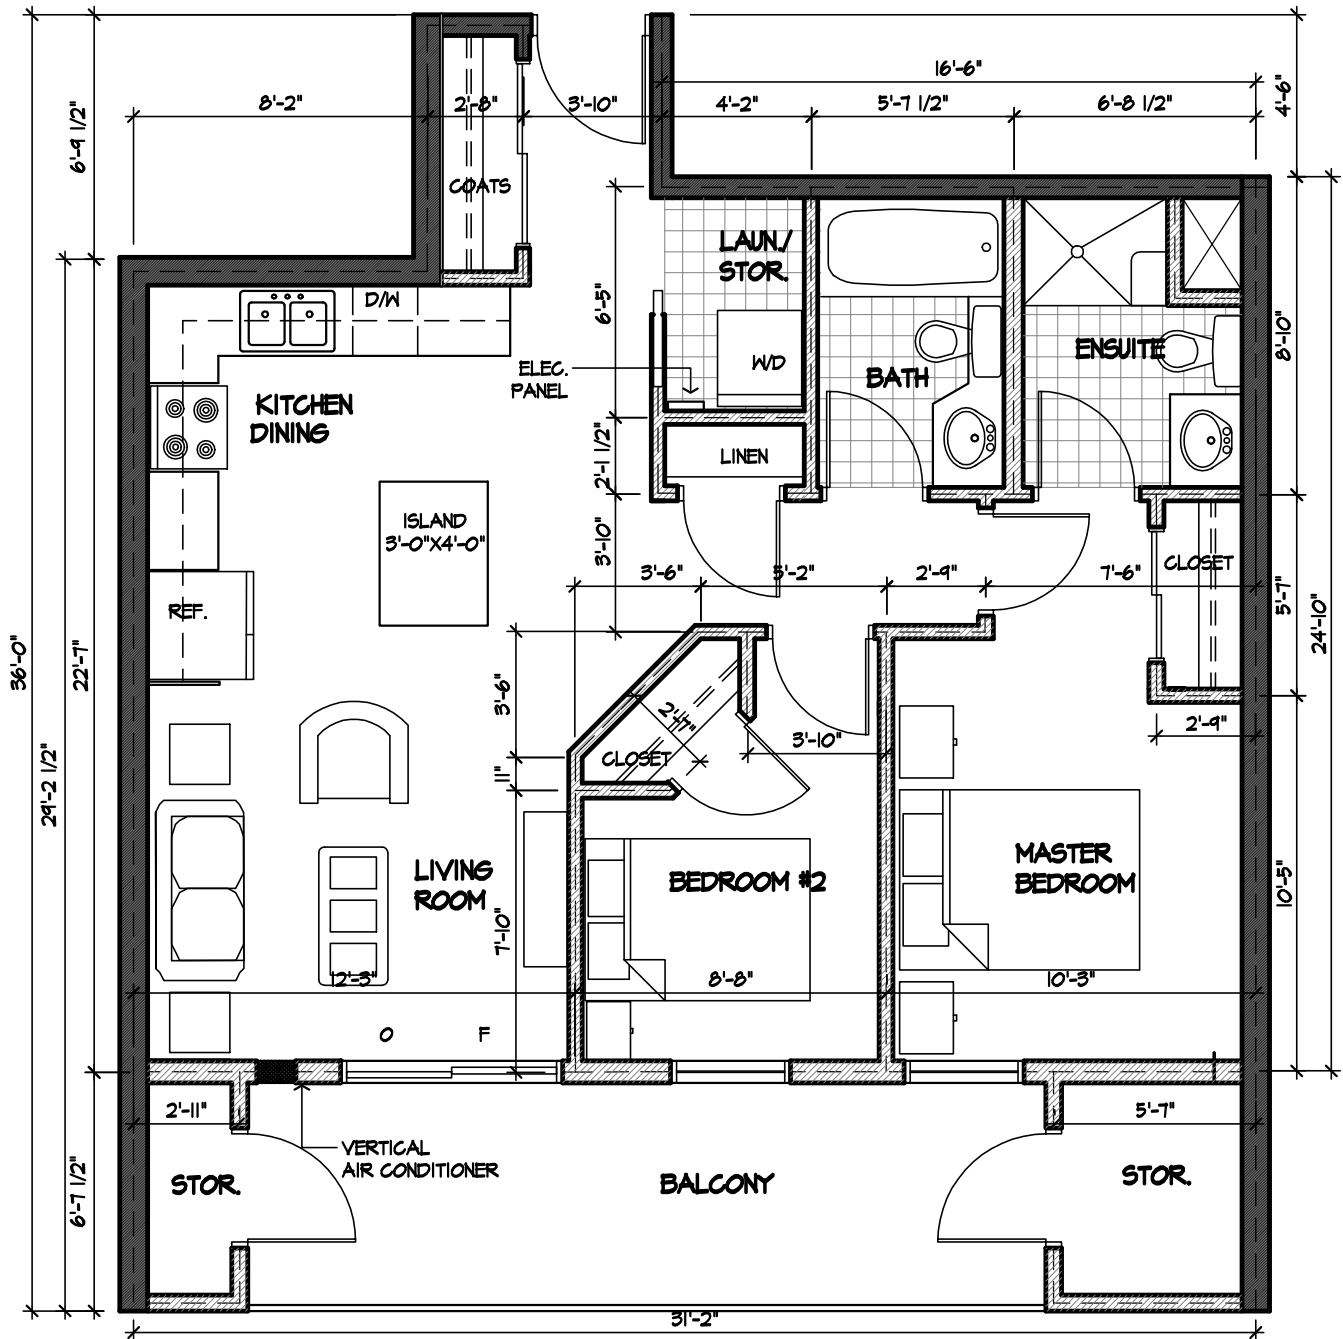 16'-6"
8'-2"
2'-8"
3'-10"
4'-2"
5'-7 1/2"
6'-8 1/2"
4'-6"
6'-9 1/2"
COATS
LAUN./
STOR.
D/W
6'-5"
ELEC.
PANEL
W/D
BATH
ENSUITE
8'-10"
KITCHEN
DINING
2'-1 1/2"
LINEN
ISLAND
3'-0"X4'-0"
3'-10"
3'-6"
5'-2"
2'-9"
7'-6"
CLOSET
5'-7"
24'-10"
REF.
36'-0"
22'-7"
29'-2 1/2"
3'-6"
2'-7"
CLOSET
3'-10"
2'-9"
11"
LIVING
ROOM
BEDROOM #2
MASTER
BEDROOM
10'-5"
7'-10"
12'-3"
8'-8"
10'-3"
O
F
2'-11"
5'-7"
VERTICAL
AIR CONDITIONER
STOR.
BALCONY
STOR.
6'-7 1/2"
31'-2"